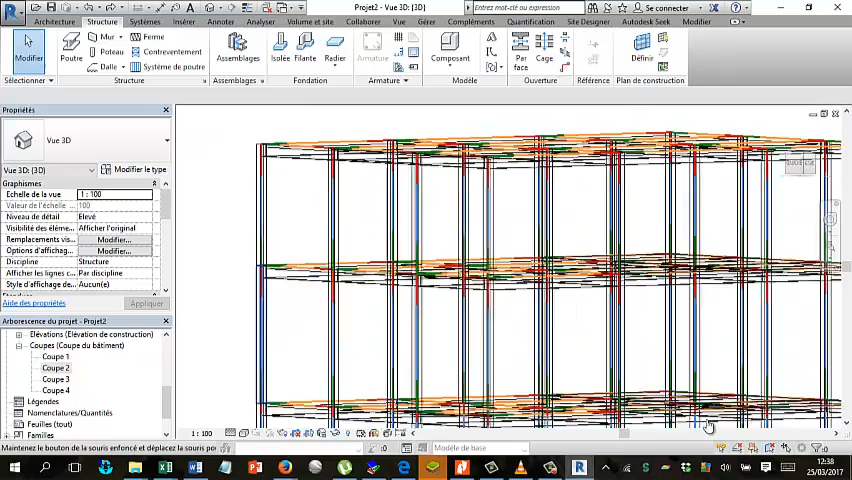 Projet2 - Vue 3D: {3D}
Entrez mot-clé ou expression
Se connecter
Architecture Structure Systèmes Insérer Annoter Analyser Volume et site Collaborer Vue Gérer Compléments Quantification Site Designer Autodesk Seek Modifier
Modifier
Poutre
Mur
Poteau
Dalle
Ferme
Contreventement
Système de poutre
Assemblages
Isolée Filante Radier
Armature
Composant
Par face
Cage
Définir
Sélectionner Structure Assemblages Fondation Armature Modèle Ouverture Référence Plan de construction
Propriétés
Vue 3D
Vue 3D: {3D} Modifier le type
Graphismes
Echelle de la vue 1 : 100
Valeur de l'échelle 100
Niveau de détail Elevé
Visibilité des éléme... Afficher l'original
Remplacements vis... Modifier...
Options d'affichag... Modifier...
Discipline Structure
Afficher les lignes c... Par discipline
Style d'affichage de... Aucun(e)
Aide des propriétés Appliquer
Arborescence du projet - Projet2
Elévations (Elévation de construction)
Coupes (Coupe du bâtiment)
Coupe 1
Coupe 2
Coupe 3
Coupe 4
Légendes
Nomenclatures/Quantités
Feuilles (tout)
Familles
1 : 100
Maintenez le bouton de la souris enfoncé et déplacez la souris pou
:0
Modèle de base
:0
12:38
25/03/2017